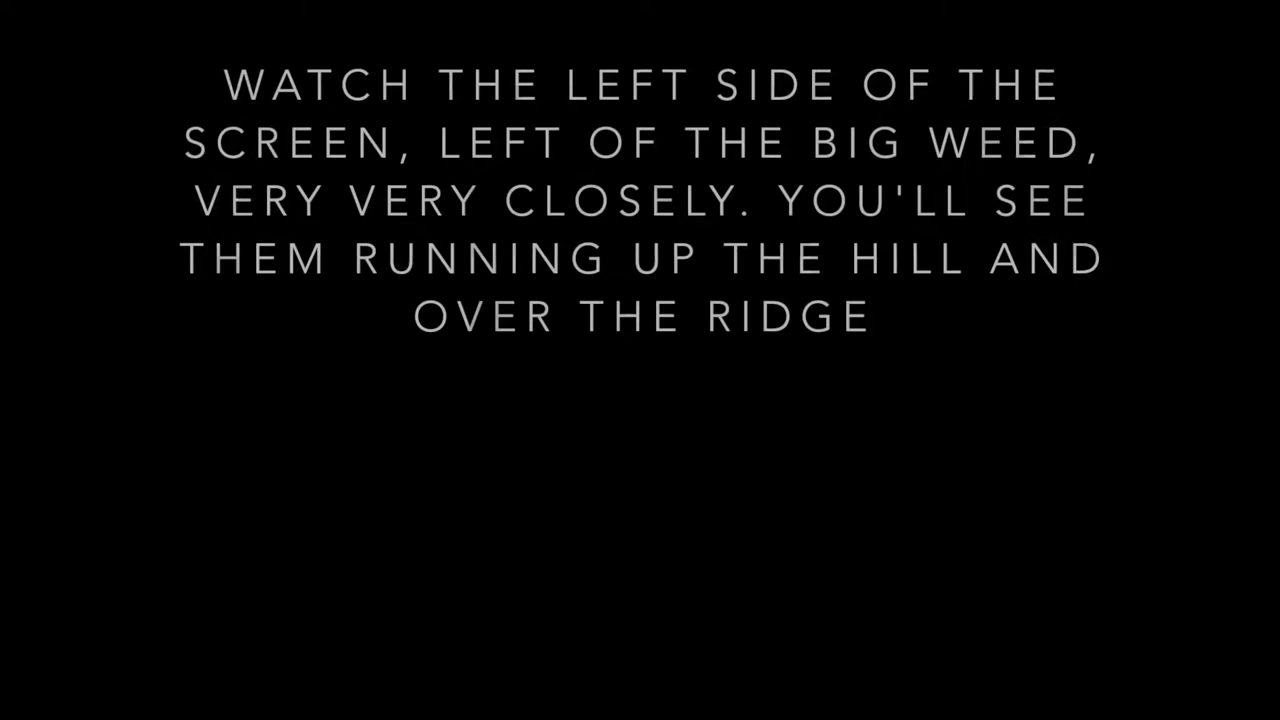 WATCH THE LEFT SIDE OF THE
SCREEN, LEFT OF THE BIG WEED,
VERY VERY CLOSELY. YOU'LL SEE
THEM RUNNING UP THE HILL AND
OVER THE RIDGE